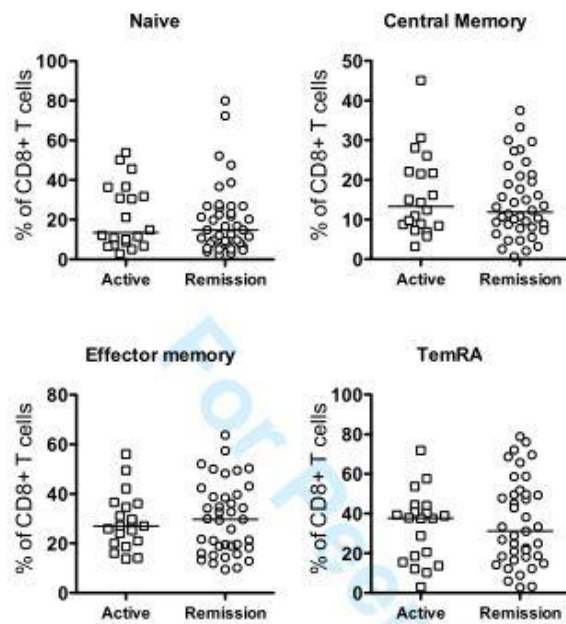 Naive
% of CD8+ T cells
100
80
60
40
20
0
Active Remission
Central Memory
% of CD8+ T cells
50
40
30
20
10
0
Active Remission
Effector memory
% of CD8+ T cells
80
60
40
20
0
Active Remission
TemRA
% of CD8+ T cells
100
80
60
40
20
0
Active Remission
For Peer